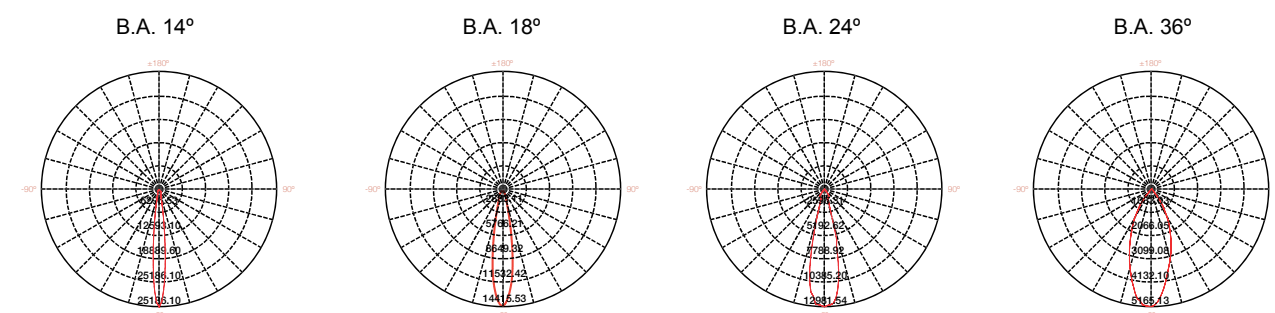 B.A. 14º B.A. 18º B.A. 24º B.A. 36º
±180º ±180º ±180º ±180º
-90º 90º -90º 90º -90º 90º -90º 90º
12593.10 5766.21 5192.62 2066.05
18889.60 8649.32 7788.92 3099.08
25186.10 11532.42 10385.20 4132.10
25186.10 14415.53 12981.54 5165.13